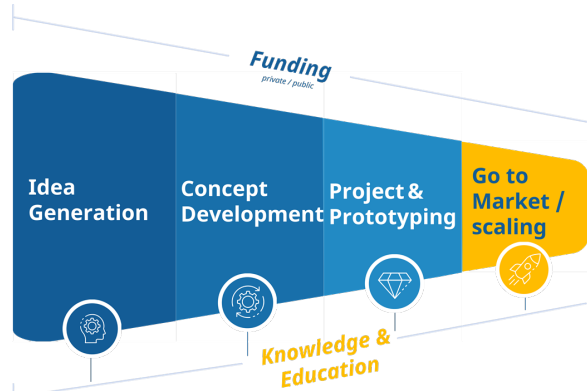 Funding
private / public
Idea
Generation
Concept
Development
Project &
Prototyping
Go to
Market /
scaling
Knowledge &
Education